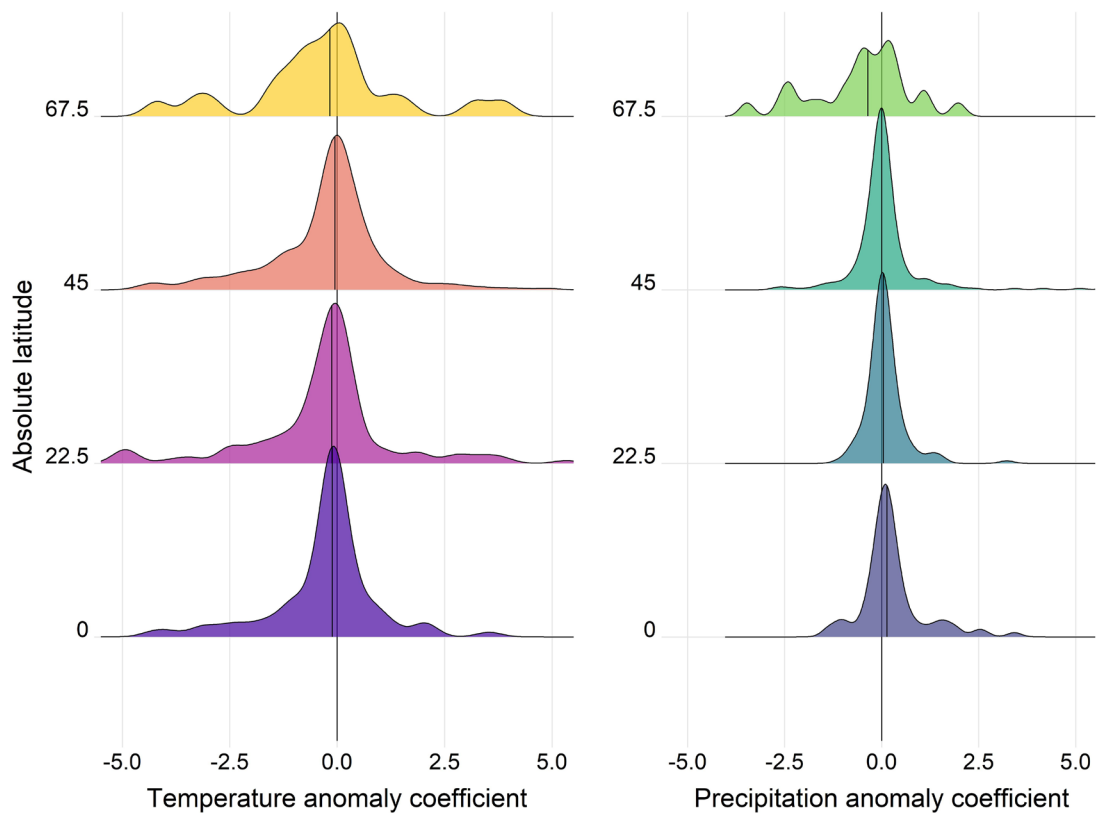 Absolute latitude
67.5
45
22.5
0
-5.0 -2.5 0.0 2.5 5.0
Temperature anomaly coefficient
67.5
45
22.5
0
-5.0 -2.5 0.0 2.5 5.0
Precipitation anomaly coefficient